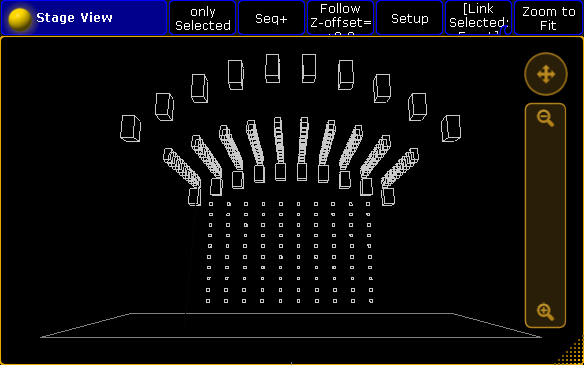 Stage View
only
Selected
Seq+
Follow
Z-offset=
Setup
[Link
Selected:
Zoom to
Fit